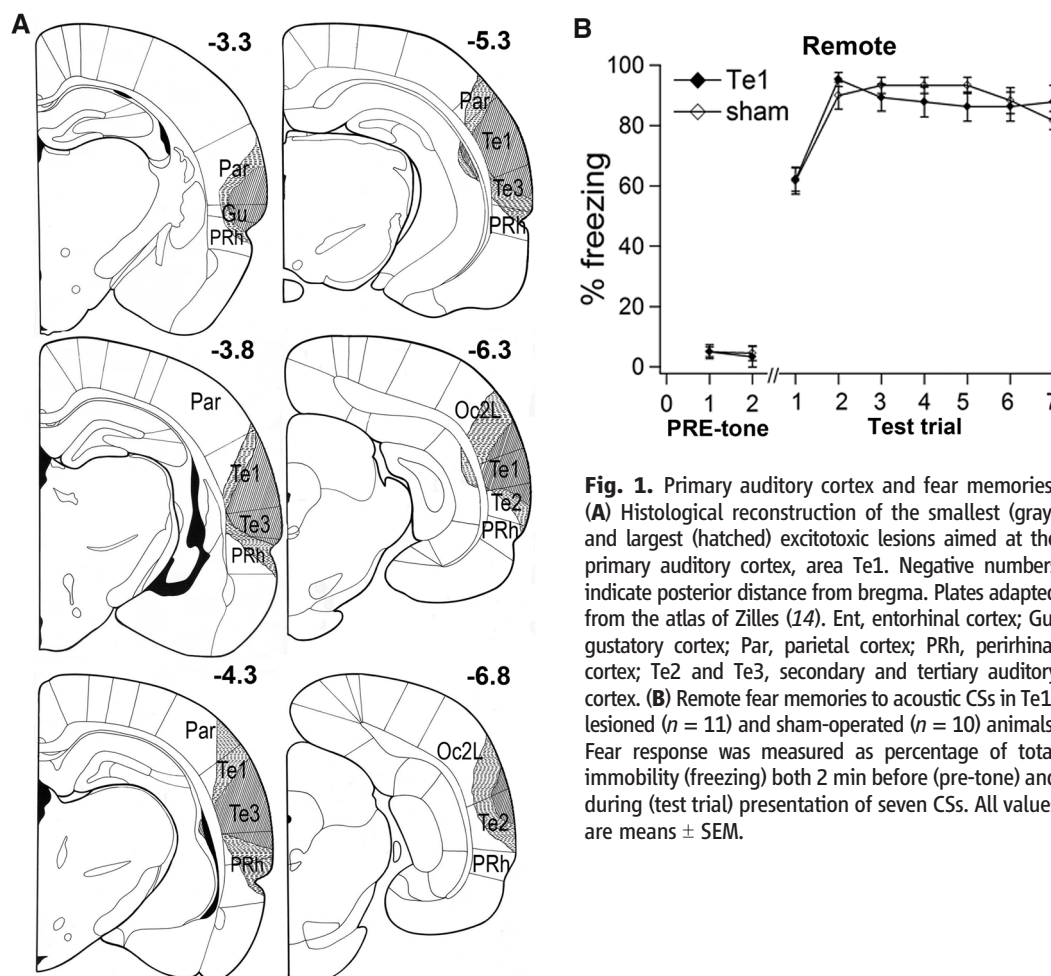 A
-3.3
Par
Gu
PRh
-5.3
Par
Te1
Te3
PRh
-3.8
Par
Te1
Te3
PRh
-6.3
Oc2L
Te1
Te2
PRh
-4.3
Par
Te1
Te3
PRh
-6.8
Oc2L
Te2
PRh
B
Remote
100
80
60
40
20
0
% freezing
Te1
sham
0 1 2 1 2 3 4 5 6 7
PRE-tone Test trial
Fig. 1. Primary auditory cortex and fear memories
(A) Histological reconstruction of the smallest (gray
and largest (hatched) excitotoxic lesions aimed at the
primary auditory cortex, area Te1. Negative number
indicate posterior distance from bregma. Plates adapted
from the atlas of Zilles (14). Ent, entorhinal cortex; Gu
gustatory cortex; Par, parietal cortex; PRh, perirhina
cortex; Te2 and Te3, secondary and tertiary auditory
cortex. (B) Remote fear memories to acoustic CSs in Te1
lesioned (n = 11) and sham-operated (n = 10) animals
Fear response was measured as percentage of tota
immobility (freezing) both 2 min before (pre-tone) and
during (test trial) presentation of seven CSs. All value
are means ± SEM.